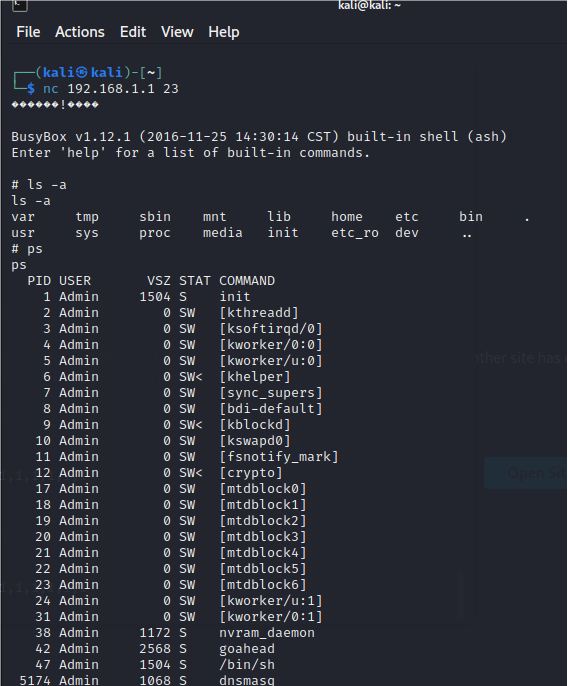 kali@kali: ~
File Actions Edit View Help
┌──(kali㉿kali)-[~]
└─$ nc 192.168.1.1 23
������!����
BusyBox v1.12.1 (2016-11-25 14:30:14 CST) built-in shell (ash)
Enter 'help' for a list of built-in commands.
# ls -a
ls -a
var tmp sbin mnt lib home etc bin .
usr sys proc media init etc_ro dev ..
# ps
ps
PID USER VSZ STAT COMMAND
1 Admin 1504 S init
2 Admin 0 SW [kthreadd]
3 Admin 0 SW [ksoftirqd/0]
4 Admin 0 SW [kworker/0:0]
5 Admin 0 SW [kworker/u:0]
6 Admin 0 SW< [khelper]
7 Admin 0 SW [sync_supers]
8 Admin 0 SW [bdi-default]
9 Admin 0 SW< [kblockd]
10 Admin 0 SW [kswapd0]
11 Admin 0 SW [fsnotify_mark]
12 Admin 0 SW< [crypto]
17 Admin 0 SW [mtdblock0]
18 Admin 0 SW [mtdblock1]
19 Admin 0 SW [mtdblock2]
20 Admin 0 SW [mtdblock3]
21 Admin 0 SW [mtdblock4]
22 Admin 0 SW [mtdblock5]
23 Admin 0 SW [mtdblock6]
24 Admin 0 SW [kworker/u:1]
31 Admin 0 SW [kworker/0:1]
38 Admin 1172 S nvram_daemon
42 Admin 2568 S goahead
47 Admin 1504 S /bin/sh
5174 Admin 1068 S dnsmasq
other site has
Open